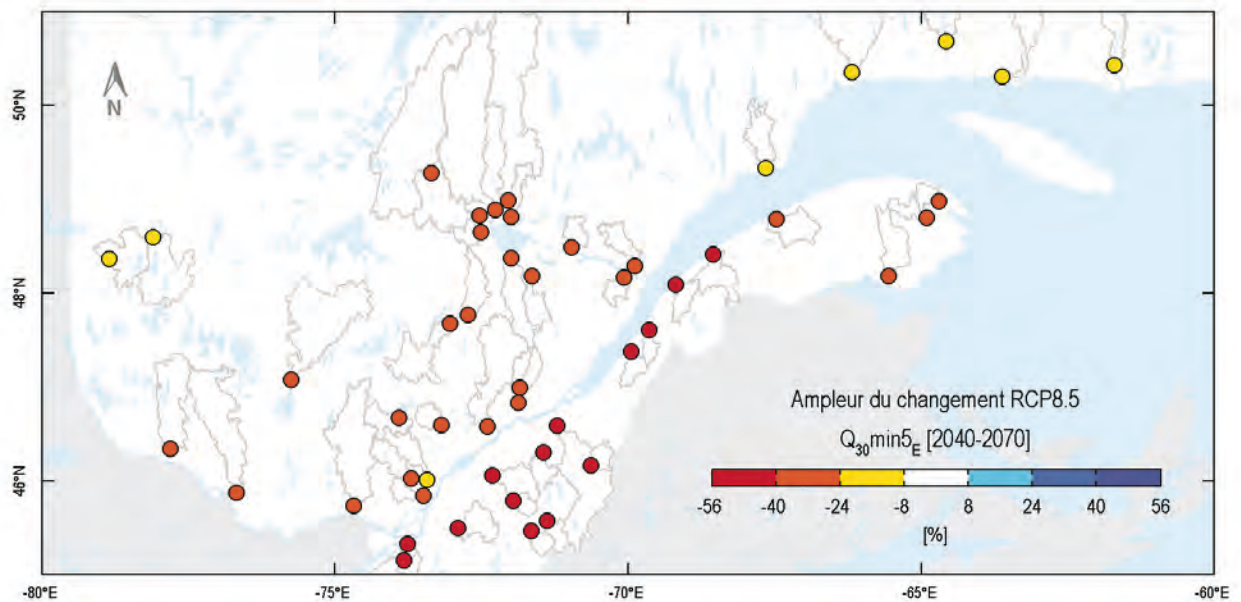 50°N
48°N
46°N
N
Ampleur du changement RCP8.5
Q30min5E [2040-2070]
-56 -40 -24 -8 8 24 40 56
[%]
-80°E -75°E -70°E -65°E -60°E